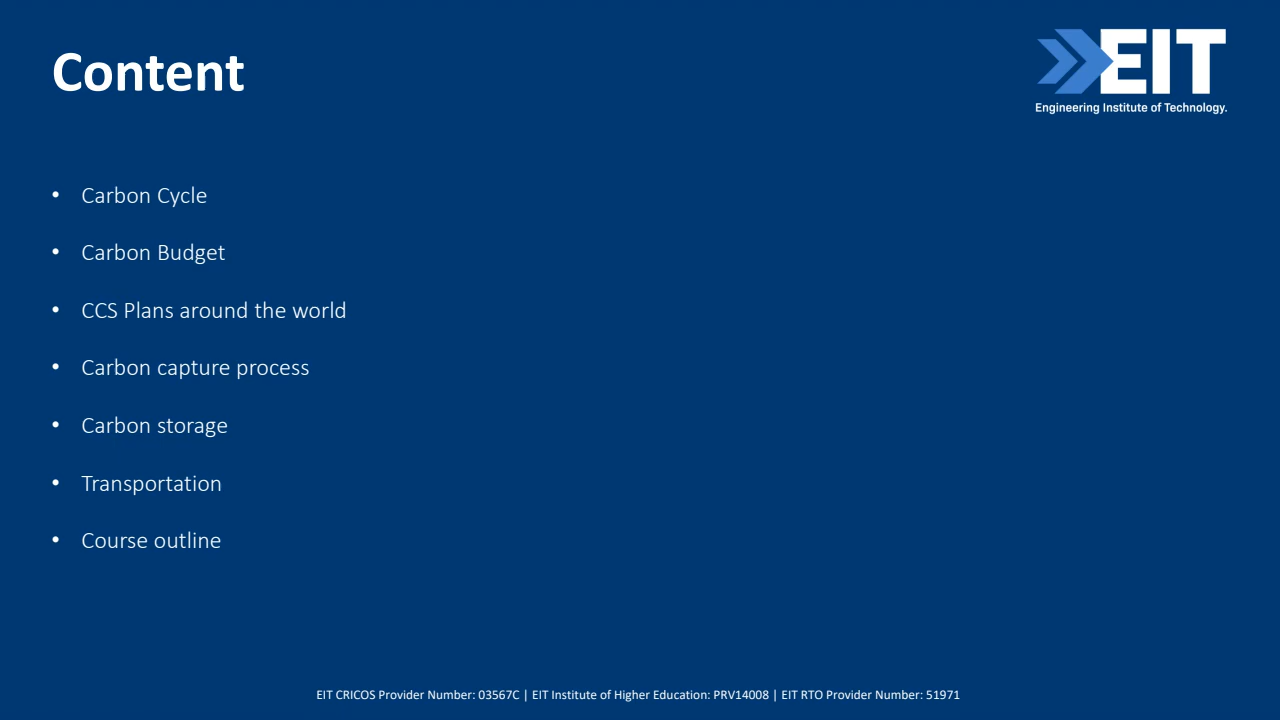 Content
EIT
Engineering Institute of Technology.
• Carbon Cycle
• Carbon Budget
• CCS Plans around the world
• Carbon capture process
• Carbon storage
• Transportation
• Course outline
EIT CRICOS Provider Number: 03567C | EIT Institute of Higher Education: PRV14008 | EIT RTO Provider Number: 51971